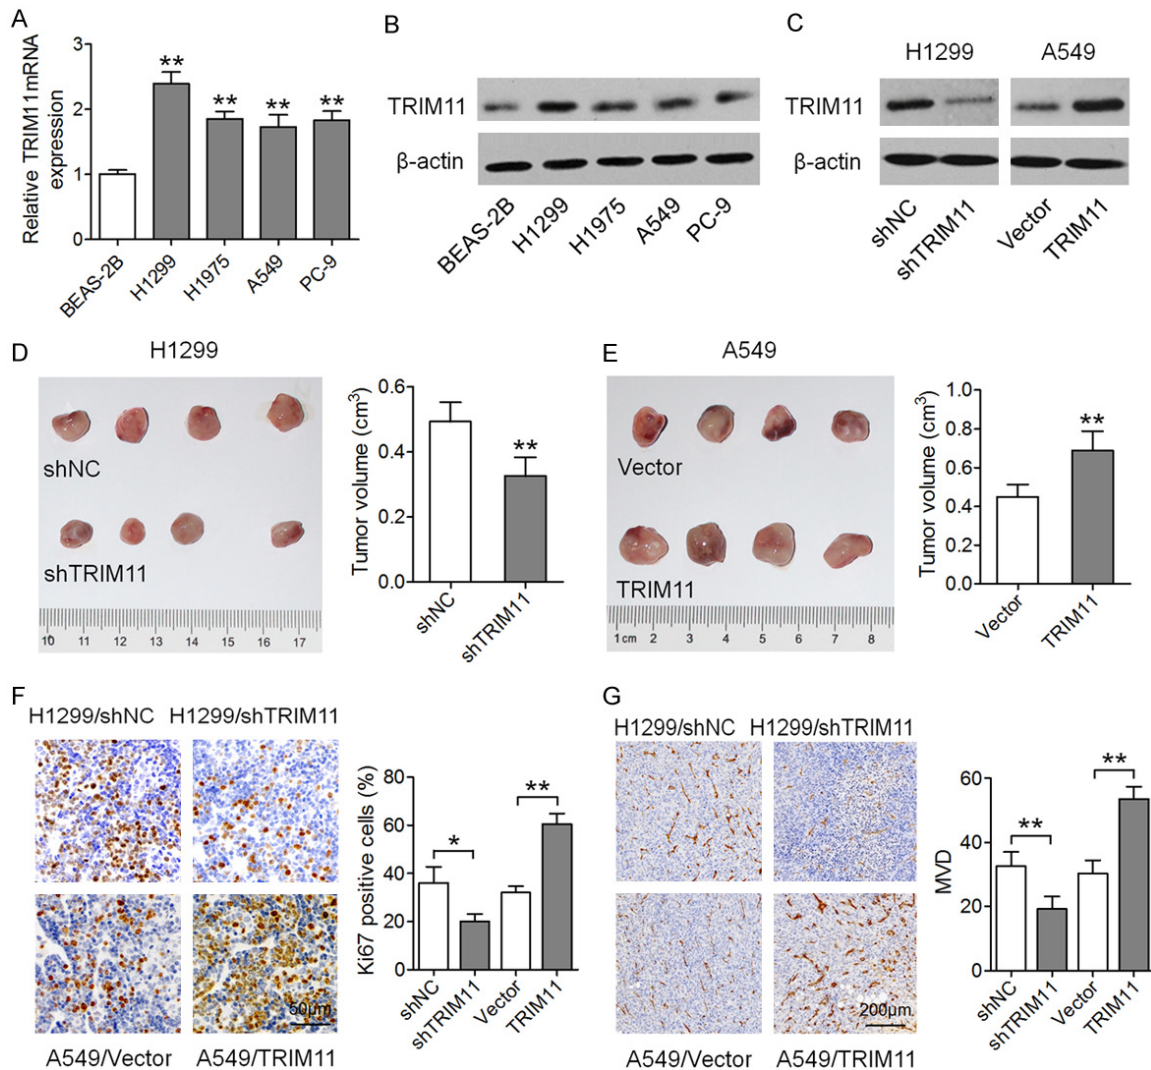 A
Relative TRIM11mRNA
expression
3
2
1
0
** ** ** **
BEAS-2B H1299 H1975 A549 PC-9
B
TRIM11
β-actin
BEAS-2B H1299 H1975 A549 PC-9
C
H1299 A549
TRIM11
β-actin
shNC shTRIM11 Vector TRIM11
D
H1299
shNC
shTRIM11
10 11 12 13 14 15 16 17
Tumor volume (cm3)
0.6
0.4
0.2
0.0
**
shNC shTRIM11
E
A549
Vector
TRIM11
1 cm 2 3 4 5 6 7 8
Tumor volume (cm3)
1.0
0.8
0.6
0.4
0.2
0.0
**
Vector TRIM11
F
H1299/shNC H1299/shTRIM11
50μm
A549/Vector A549/TRIM11
Ki67 positive cells (%)
80
60
40
20
0
* **
shNC shTRIM11 Vector TRIM11
G
H1299/shNC H1299/shTRIM11
200μm
A549/Vector A549/TRIM11
MVD
60
40
20
0
** **
shNC shTRIM11 Vector TRIM11